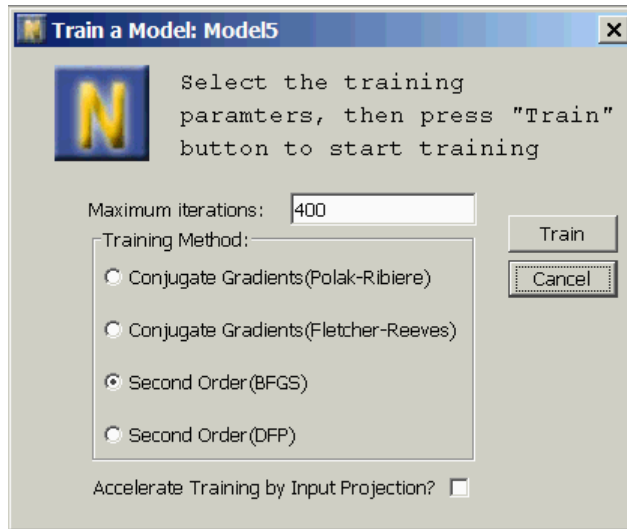 Train a Model: Model5
N
Select the training
paramters, then press "Train"
button to start training
Maximum iterations: 400
Training Method:
Conjugate Gradients(Polak-Ribiere)
Conjugate Gradients(Fletcher-Reeves)
Second Order(BFGS)
Second Order(DFP)
Accelerate Training by Input Projection?
Train
Cancel